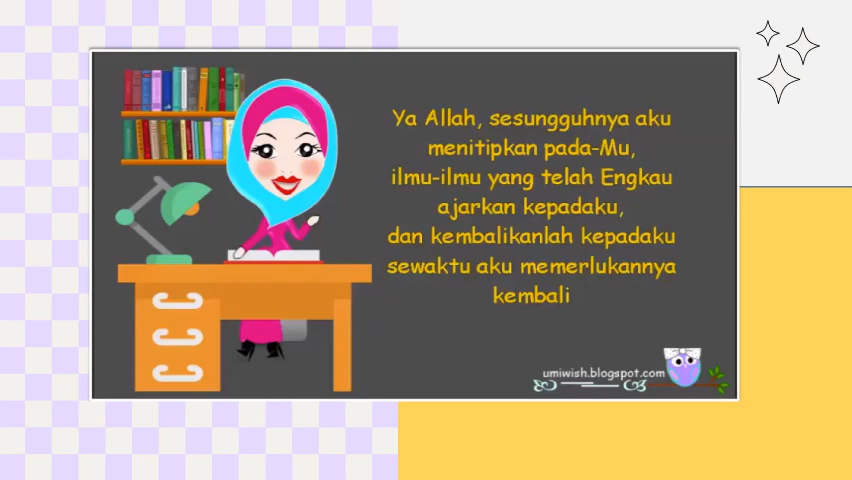 Ya Allah, sesungguhnya aku
menitipkan pada-Mu,
ilmu-ilmu yang telah Engkau
ajarkan kepadaku,
dan kembalikanlah kepadaku
sewaktu aku memerlukannya
kembali
umiwish.blogspot.com